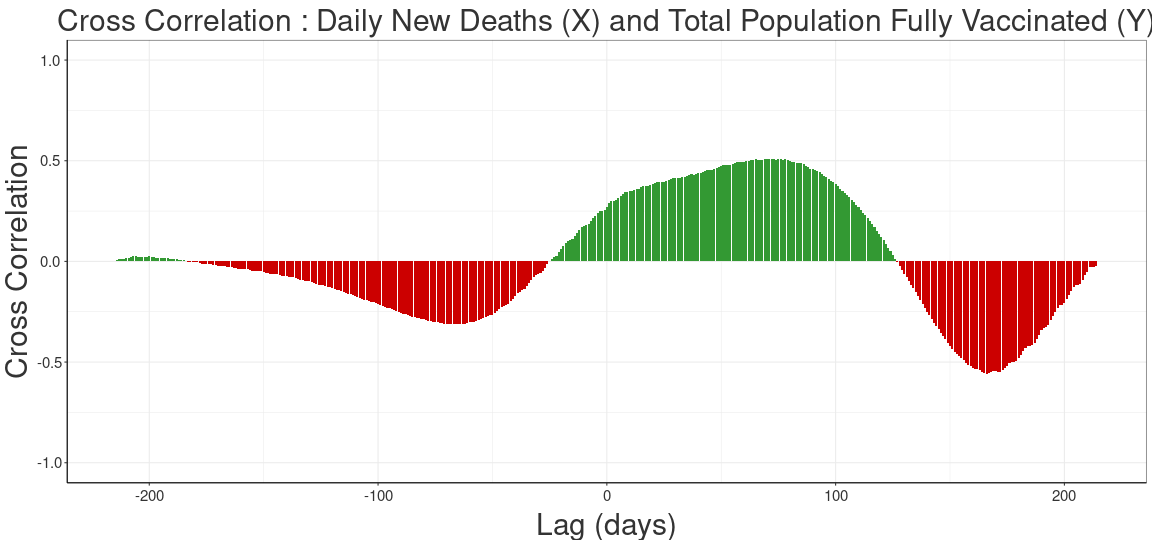 Cross Correlation : Daily New Deaths (X) and Total Population Fully Vaccinated (Y)
1.0
0.5
0.0
-0.5
-1.0
Cross Correlation
-200 -100 0 100 200
Lag (days)